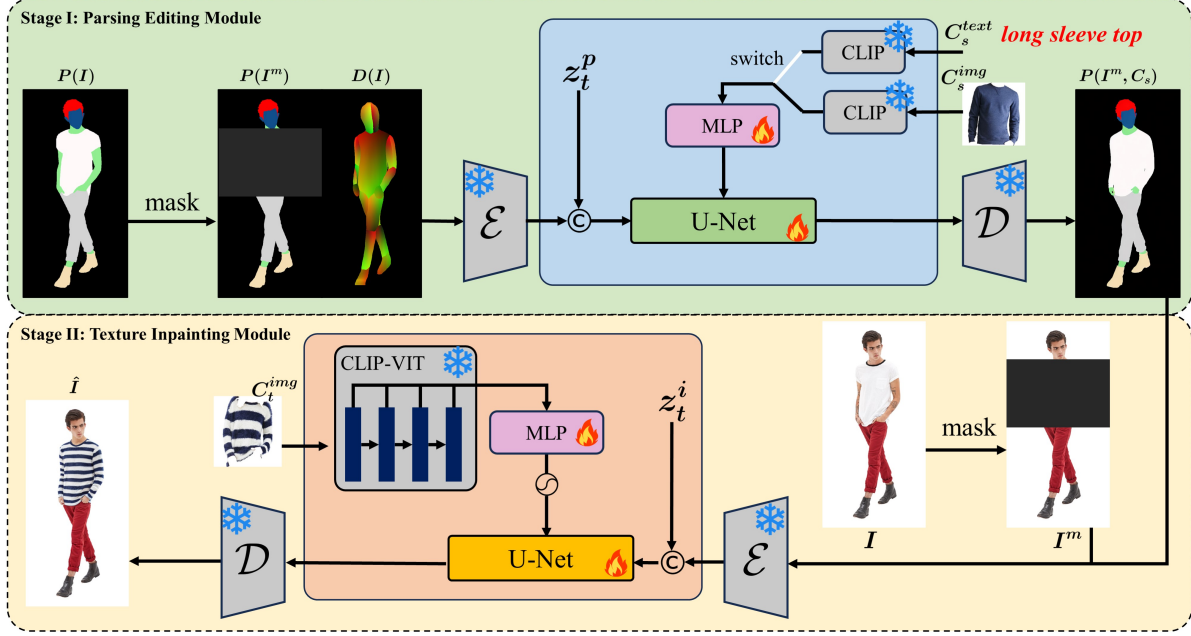 Stage I: Parsing Editing Module
P(I)
P(I^m)
D(I)
mask
z_t^p
switch
CLIP
C_s^{text}
long sleeve top
CLIP
C_s^{img}
MLP
P(I^m, C_s)
ℰ
©
U-Net
𝒟
Stage II: Texture Inpainting Module
Î
C_t^{img}
CLIP-VIT
MLP
z_t^i
mask
I
I^m
𝒟
U-Net
©
ℰ